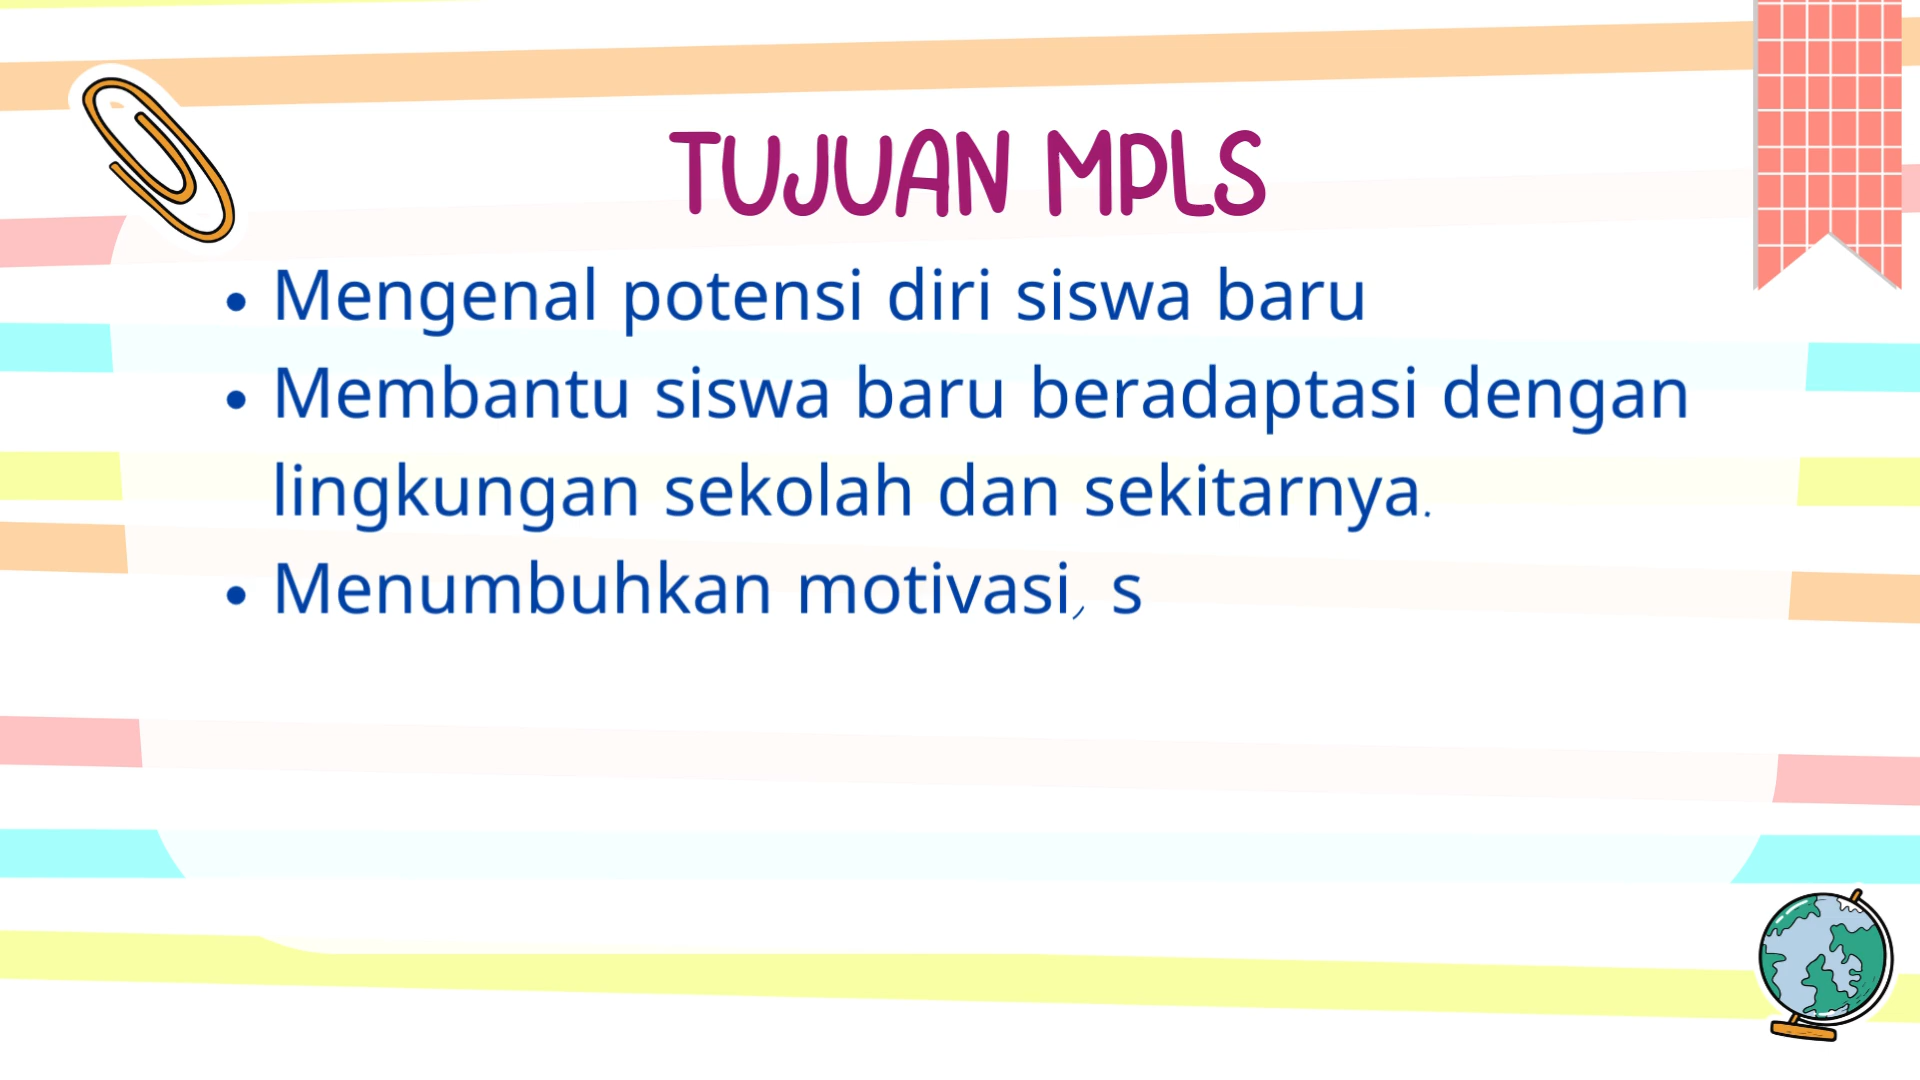 TUJUAN MPLS
• Mengenal potensi diri siswa baru
• Membantu siswa baru beradaptasi dengan
lingkungan sekolah dan sekitarnya.
• Menumbuhkan motivasi, s